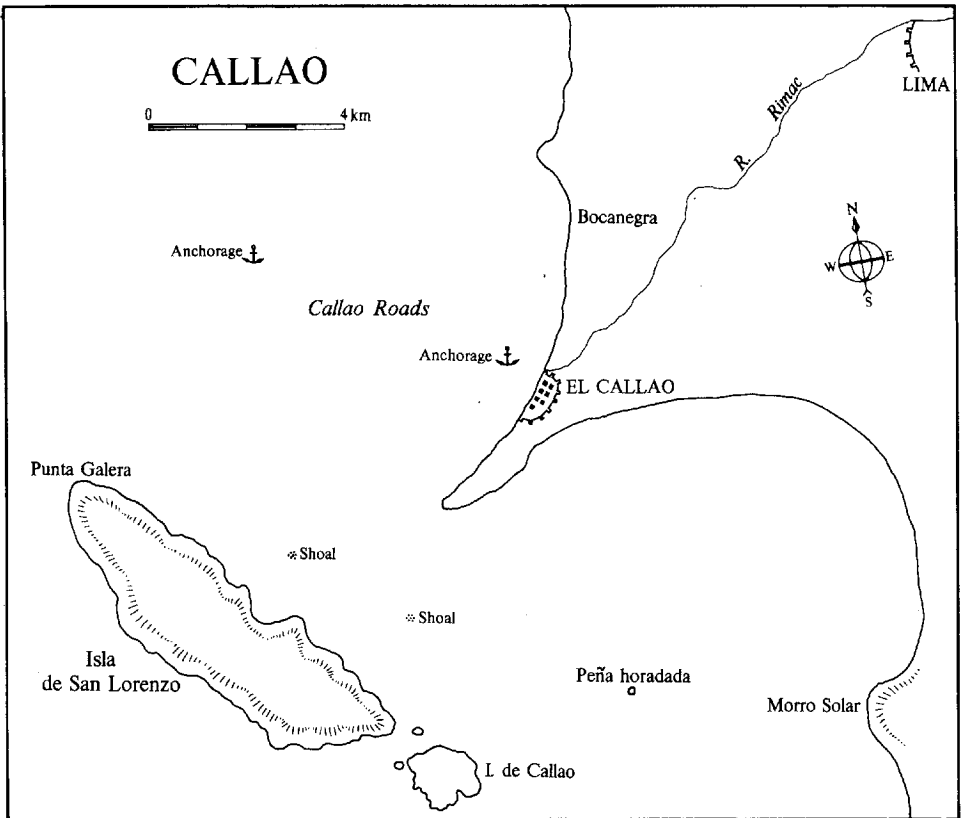 CALLAO
0 4 km
LIMA
R. Rimac
Bocanegra
N
W E
S
Anchorage
Callao Roads
Anchorage
EL CALLAO
Punta Galera
Shoal
Shoal
Isla
de San Lorenzo
Peña horadada
Morro Solar
I. de Callao